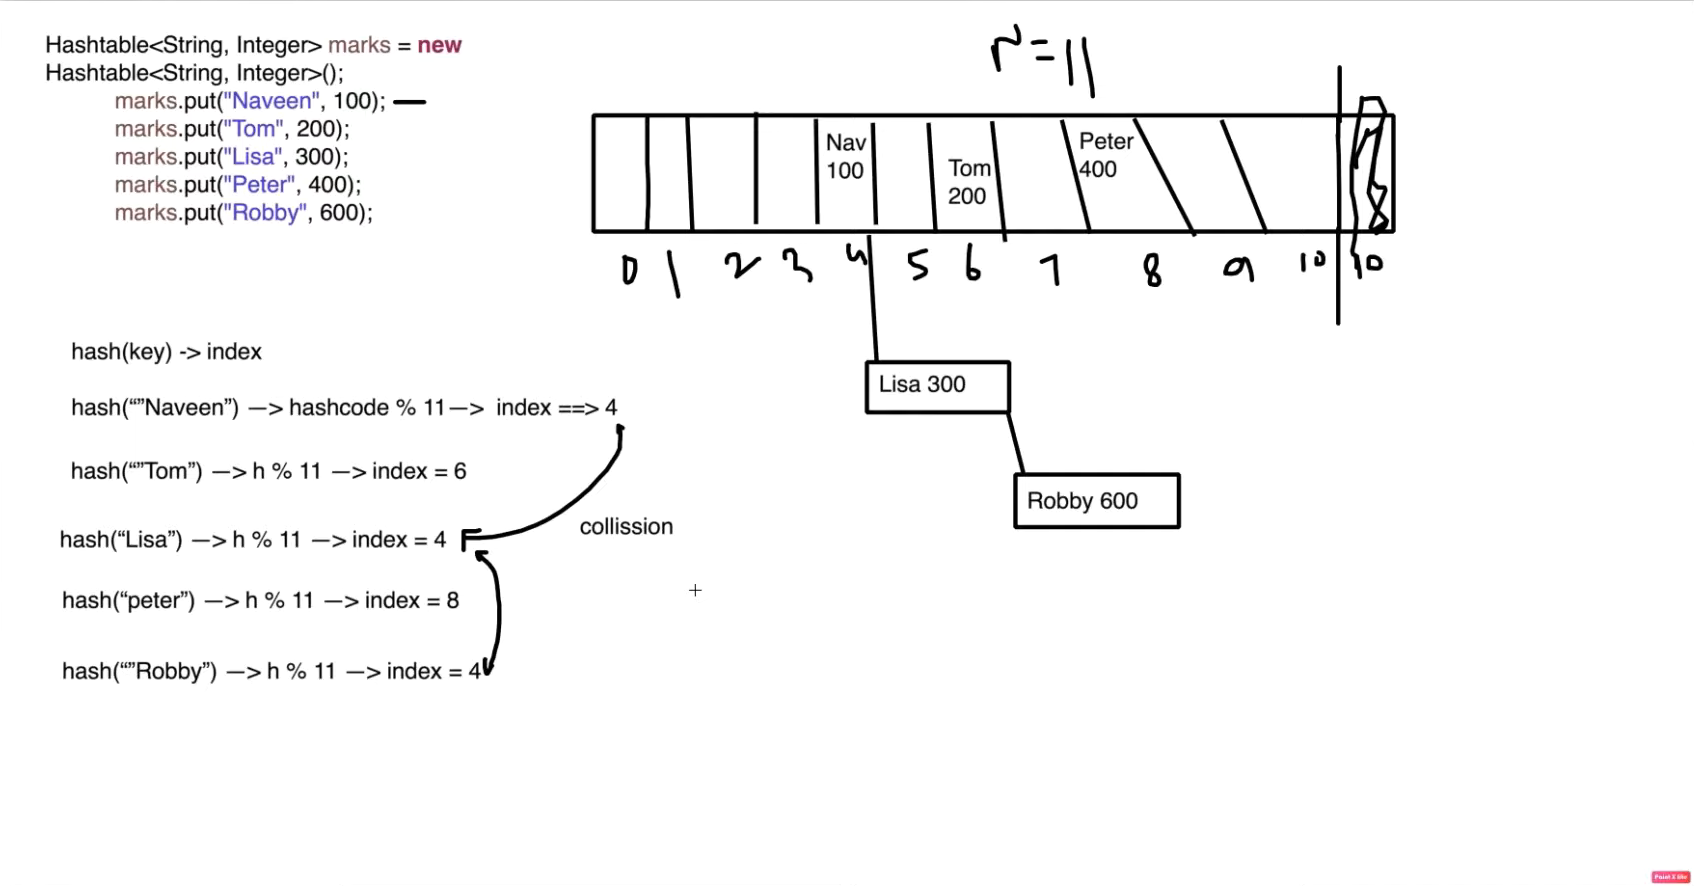 Hashtable<String, Integer> marks = new
Hashtable<String, Integer>();
marks.put("Naveen", 100); —
marks.put("Tom", 200);
marks.put("Lisa", 300);
marks.put("Peter", 400);
marks.put("Robby", 600);
n=11
Nav
100
Tom
200
Peter
400
0 1 2 3 4 5 6 7 8 9 10 10
Lisa 300
Robby 600
hash(key) -> index
hash(“”Naveen”) —> hashcode % 11—> index ==> 4
hash(“”Tom”) —> h % 11 —> index = 6
hash(“Lisa”) —> h % 11 —> index = 4
collission
hash(“peter”) —> h % 11 —> index = 8
hash(“”Robby”) —> h % 11 —> index = 4